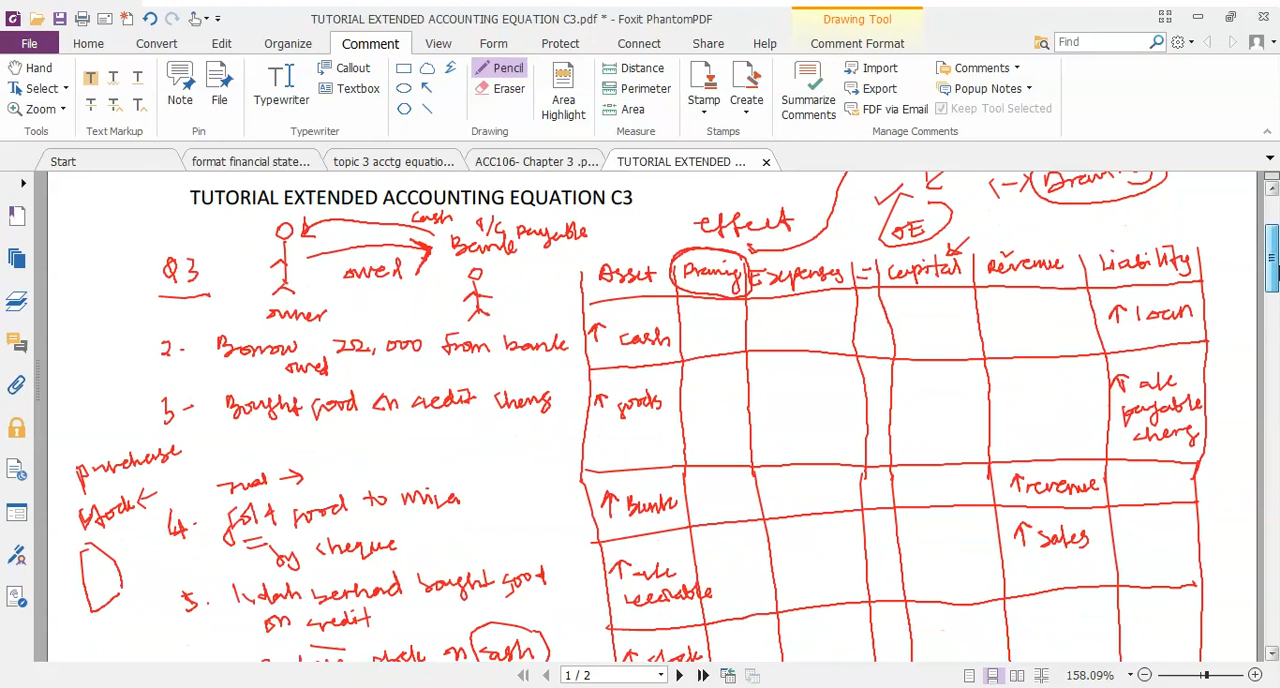 TUTORIAL EXTENDED ACCOUNTING EQUATION C3.pdf * - Foxit PhantomPDF
Drawing Tool
File Home Convert Edit Organize Comment View Form Protect Connect Share Help Comment Format Find
Hand
Select
Zoom
Tools
T T T
T T T
Text Markup
Note
File
Pin
Typewriter
Callout
Textbox
Typewriter
Pencil
Eraser
Drawing
Area Highlight
Distance
Perimeter
Area
Measure
Stamp
Create
Stamps
Summarize Comments
Import
Export
FDF via Email
Comments
Popup Notes
Keep Tool Selected
Manage Comments
Start
format financial state...
topic 3 acctg equatio...
ACC106- Chapter 3 .p...
TUTORIAL EXTENDED ...
TUTORIAL EXTENDED ACCOUNTING EQUATION C3
(-) Drawing
OE
cash
a/c payable
Bank
effect
owed
owner
Q3
Asset Drawing Expenses = Capital Revenue Liability
2- Borrow 252,000 from bank
owed
↑ cash
↑ loan
3- Bought good on credit Cheng
↑ goods
↑ a/c payable cheng
purchase
stock
4. good to
by cheque
↑ Bank
↑ revenue
↑ Sales
5. Indah berhad bought good
on credit
↑ a/c receivable
stock on cash
↑ stock
1 / 2
158.09%